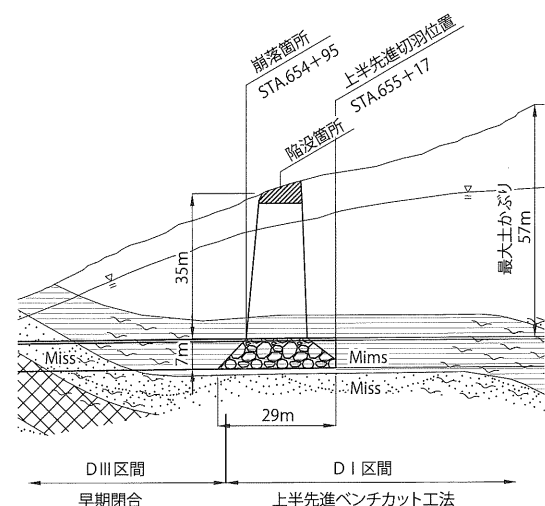 崩落箇所
STA.654+95
上半先進切羽位置
STA.655+17
陥没箇所
35m
最大土かぶり
57m
7m
Miss
Mims
Miss
29m
DⅢ区間
DⅠ区間
早期閉合
上半先進ベンチカット工法